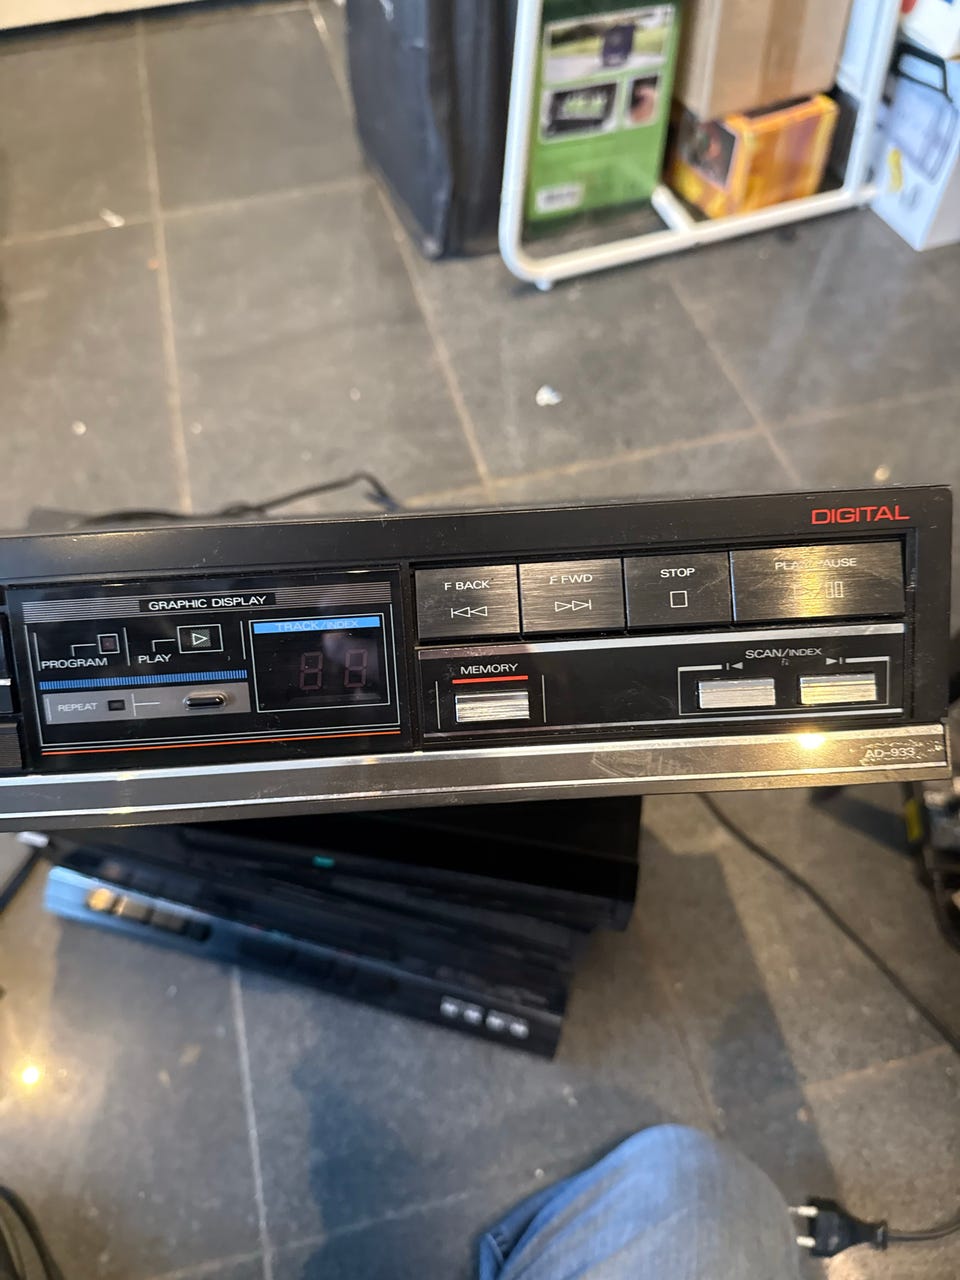 DIGITAL
GRAPHIC DISPLAY
PROGRAM
PLAY
TRACK/INDEX
REPEAT
F BACK
F FWD
STOP
PLAY/PAUSE
MEMORY
SCAN/INDEX
AD-933